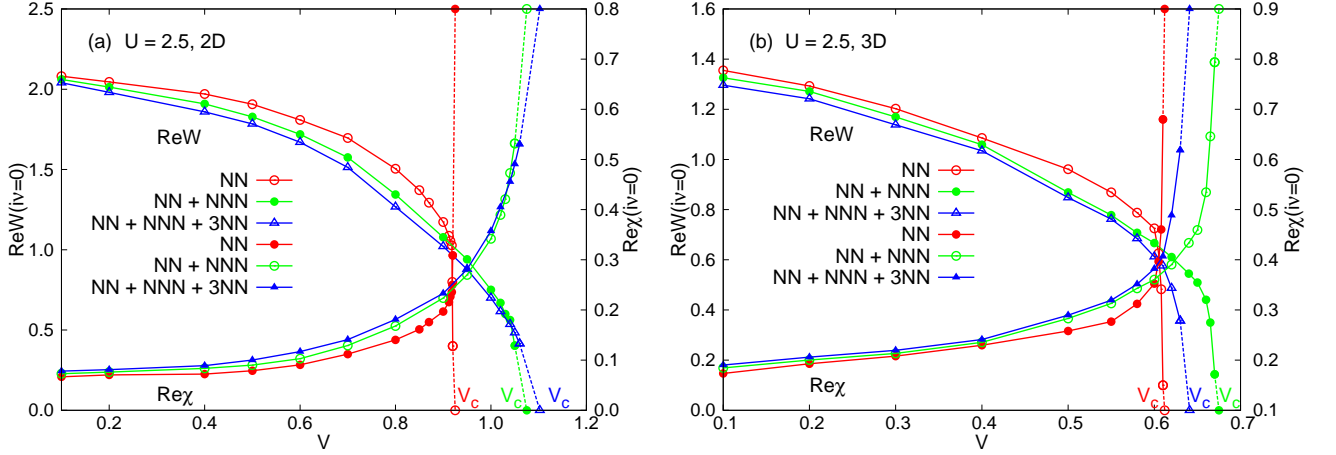 (a) U = 2.5, 2D
ReW(iν=0)
2.5
2.0
1.5
1.0
0.5
0.0
ReW
NN
NN + NNN
NN + NNN + 3NN
NN
NN + NNN
NN + NNN + 3NN
Reχ
V_c V_c V_c
0.8
0.7
0.6
0.5
0.4
0.3
0.2
0.1
0.0
Reχ(iν=0)
0.2 0.4 0.6 0.8 1.0 1.2
V
(b) U = 2.5, 3D
ReW(iν=0)
1.6
1.4
1.2
1.0
0.8
0.6
0.4
0.2
0.0
ReW
NN
NN + NNN
NN + NNN + 3NN
NN
NN + NNN
NN + NNN + 3NN
Reχ
V_c V_c V_c
0.9
0.8
0.7
0.6
0.5
0.4
0.3
0.2
0.1
Reχ(iν=0)
0.1 0.2 0.3 0.4 0.5 0.6 0.7
V